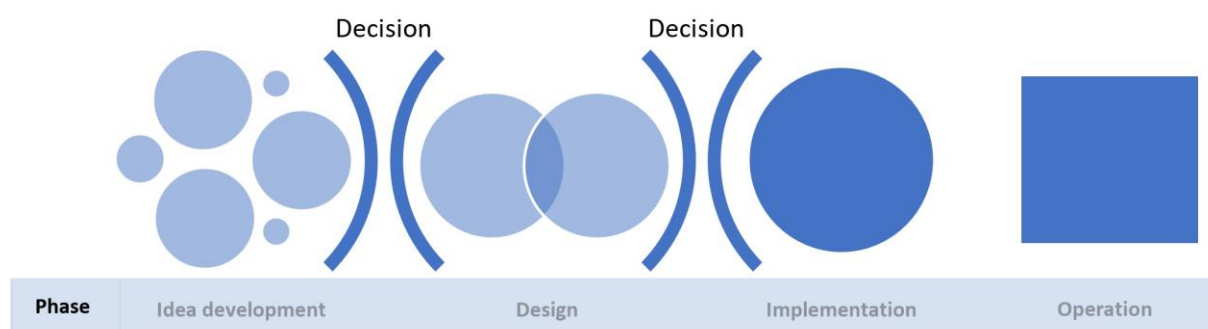 Decision Decision
Phase Idea development Design Implementation Operation